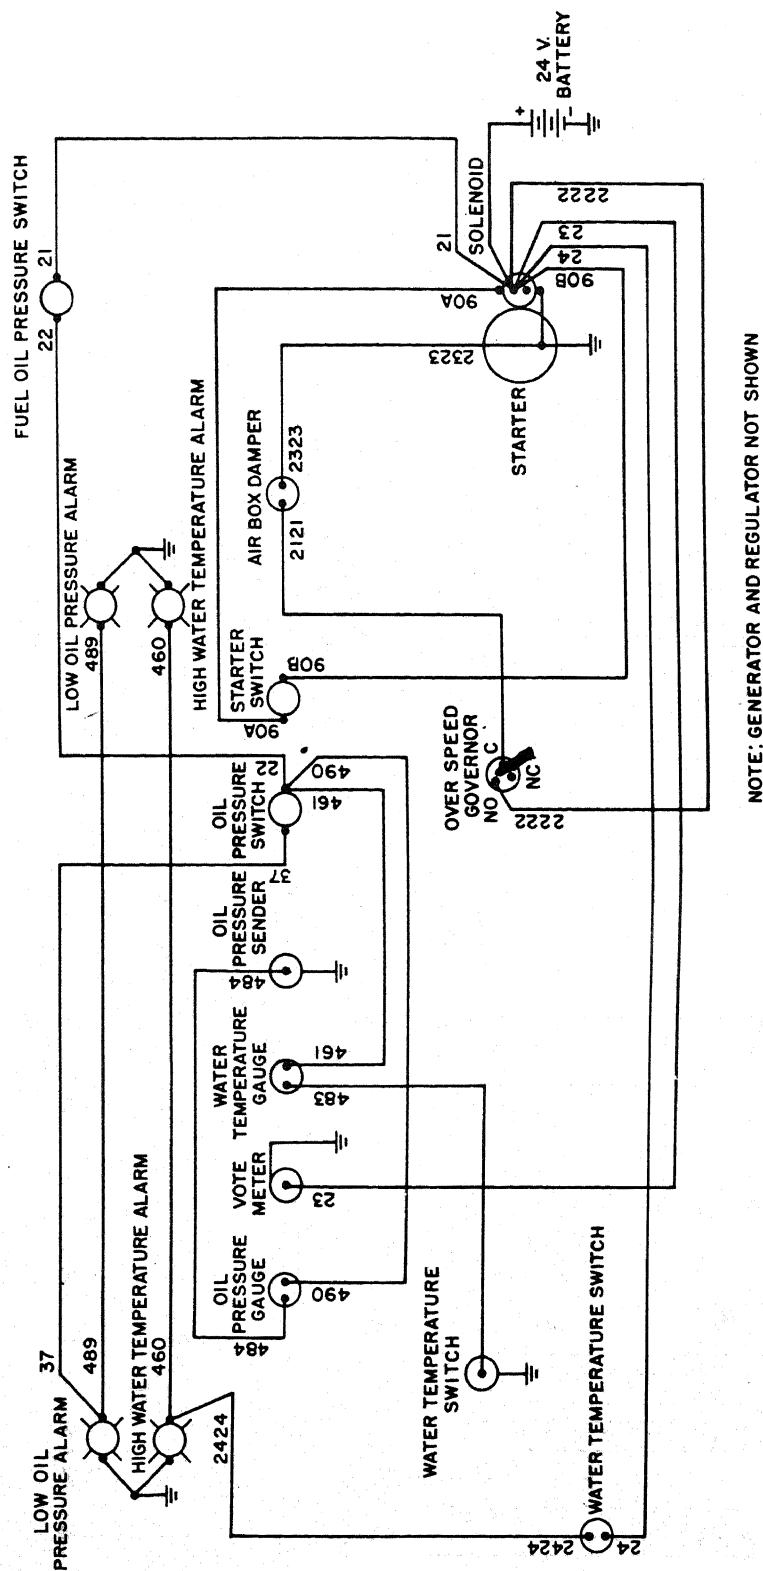 FUEL OIL PRESSURE SWITCH
22
21
LOW OIL PRESSURE ALARM
489
460
HIGH WATER TEMPERATURE ALARM
37
489
460
LOW OIL
PRESSURE ALARM
HIGH WATER TEMPERATURE ALARM
2424
OIL
PRESSURE
GAUGE
484
490
VOTE
METER
23
WATER
TEMPERATURE
GAUGE
483
461
OIL
PRESSURE
SENDER
484
37
OIL
PRESSURE
SWITCH
22
461
490
STARTER
SWITCH
90A
90B
AIR BOX DAMPER
2121
2323
2323
90A
21
SOLENOID
+
-
24 V.
BATTERY
2222
23
24
90B
STARTER
OVER SPEED
GOVERNOR
NO
C
NC
2222
WATER TEMPERATURE
SWITCH
WATER TEMPERATURE SWITCH
2424
24
NOTE: GENERATOR AND REGULATOR NOT SHOWN